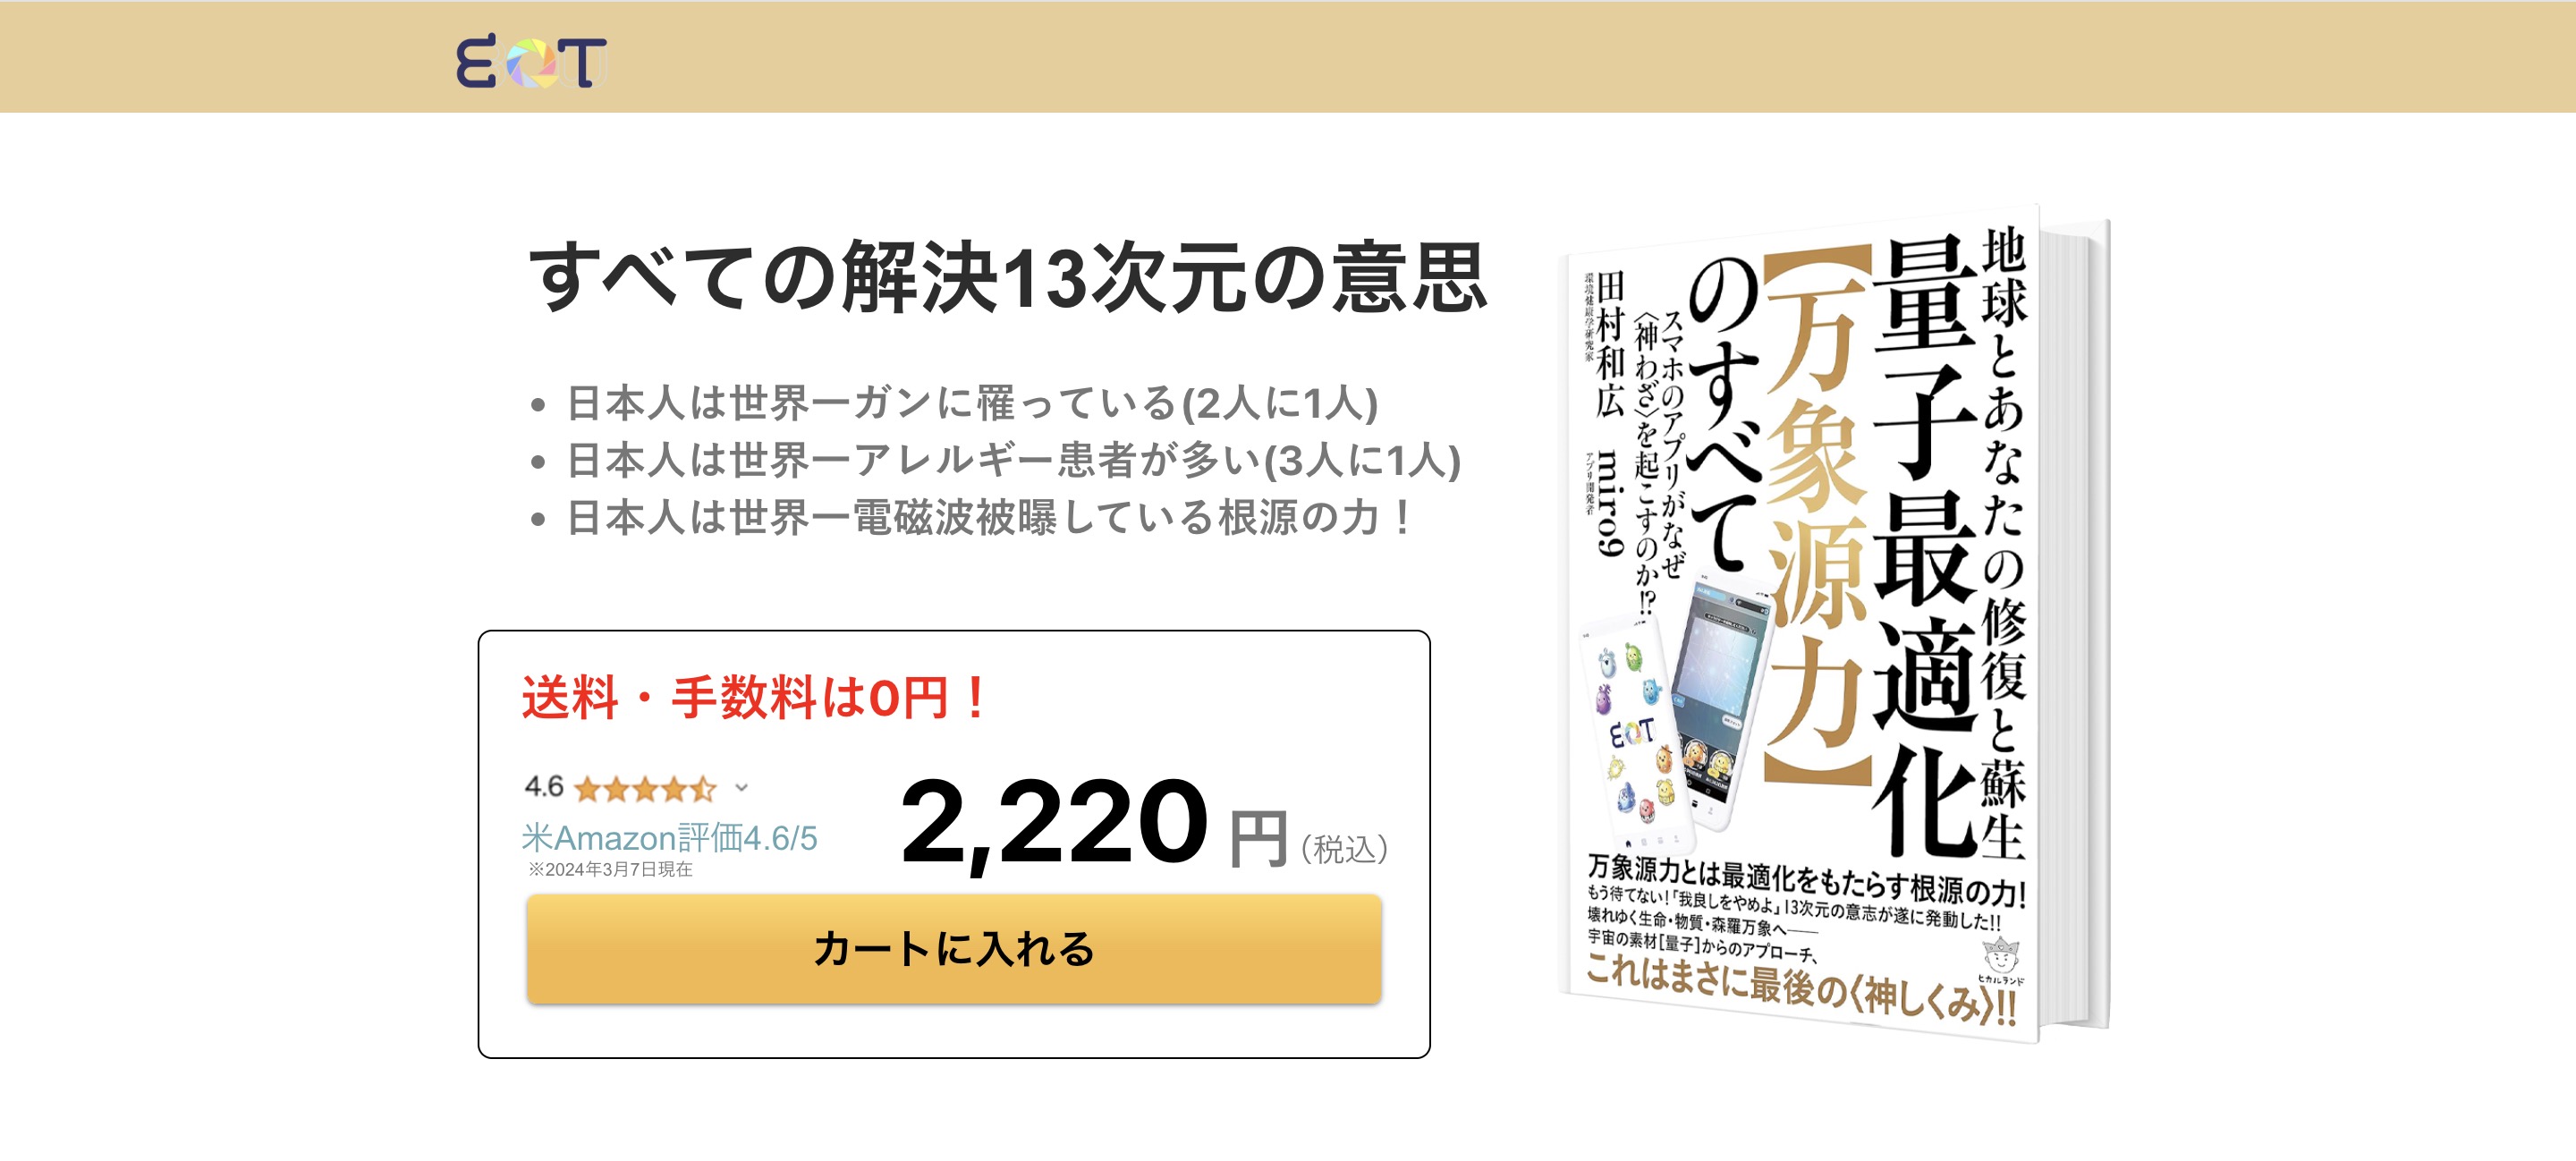 EOT
すべての解決13次元の意思
• 日本人は世界一ガンに罹っている(2人に1人)
• 日本人は世界一アレルギー患者が多い(3人に1人)
• 日本人は世界一電磁波被曝している根源の力！
送料・手数料は0円！
4.6
米Amazon評価4.6/5
※2024年3月7日現在
2,220 円（税込）
カートに入れる
地球とあなたの修復と蘇生
量子最適化
【万象源力】
のすべて
スマホのアプリがなぜ
〈神わざ〉を起こすのか!?
環境健康学研究家
田村和広
アプリ開発者
miro9
EOT
万象源力とは最適化をもたらす根源の力!
もう待てない!「我良しをやめよ」13次元の意志が遂に発動した!!
壊れゆく生命・物質・森羅万象へ――
宇宙の素材[量子]からのアプローチ、
これはまさに最後の〈神しくみ〉!!
ヒカルランド